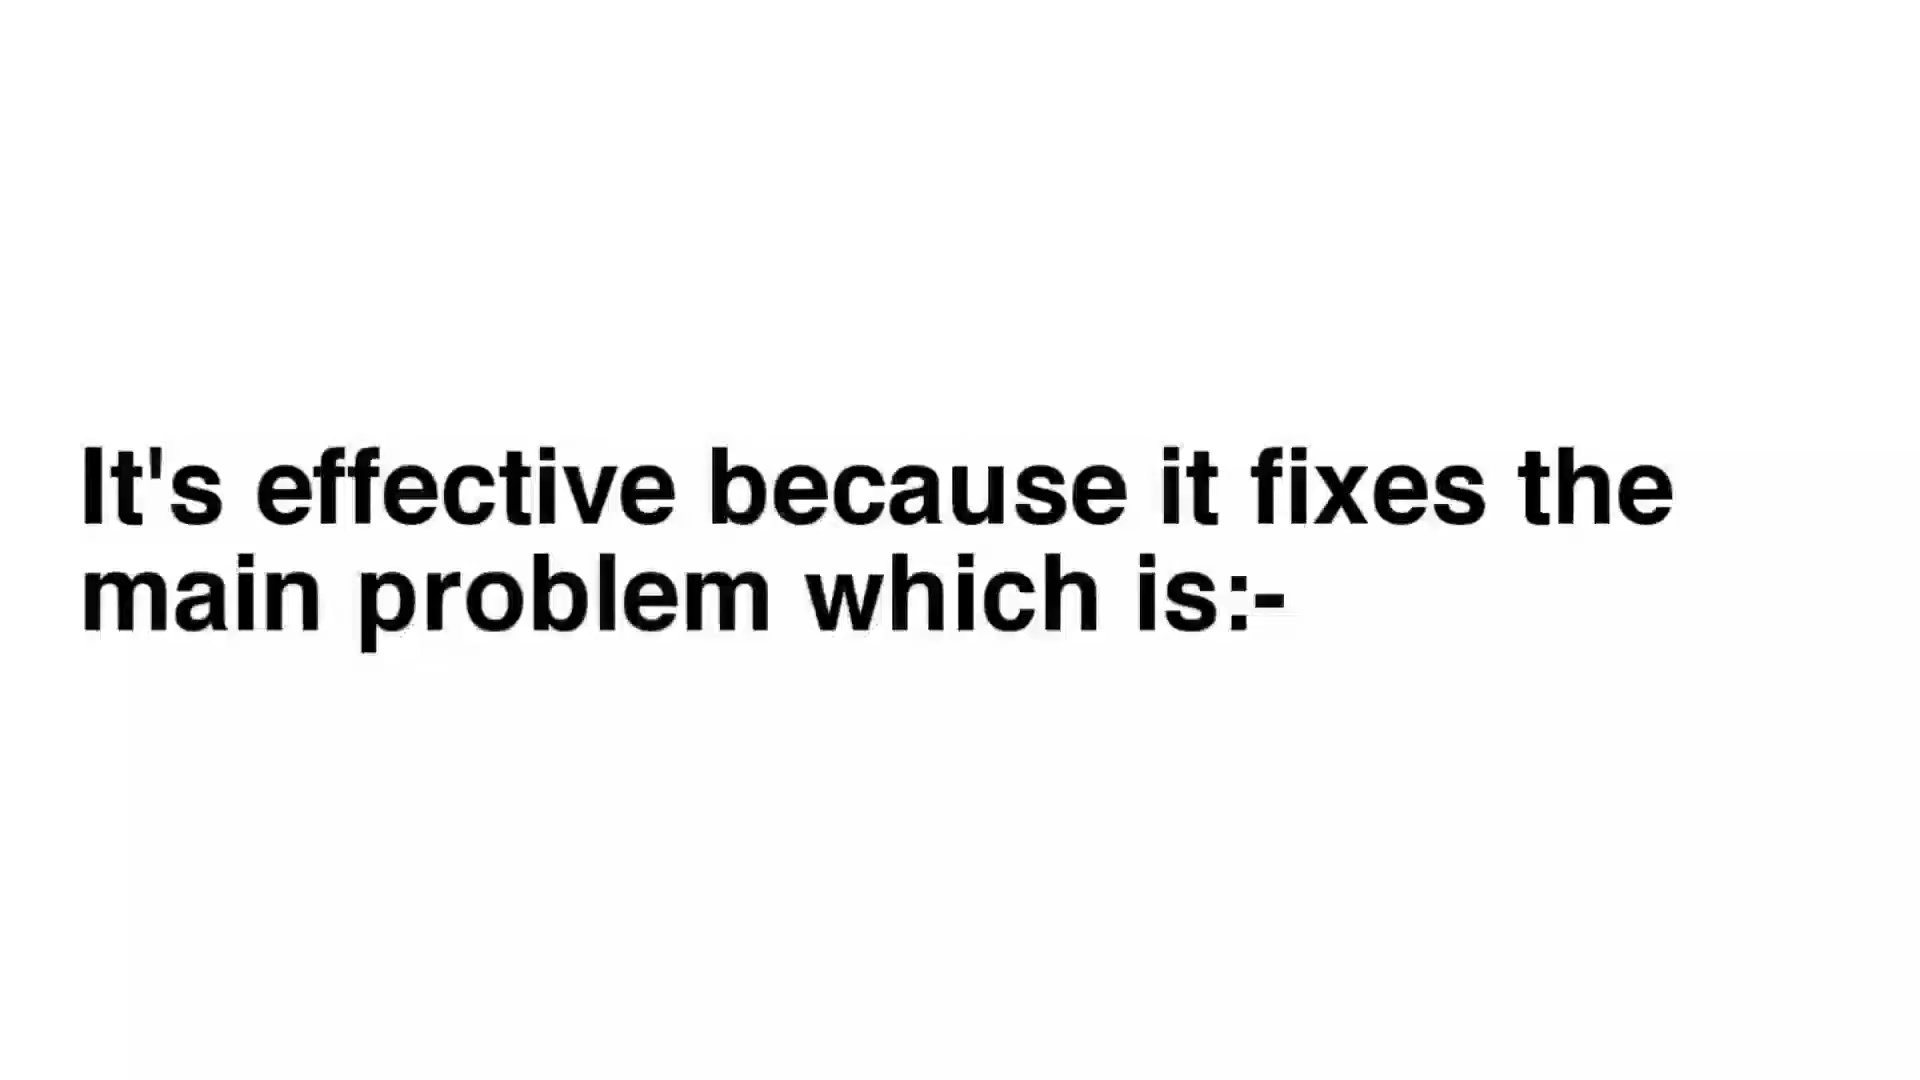 It's effective because it fixes the
main problem which is:-